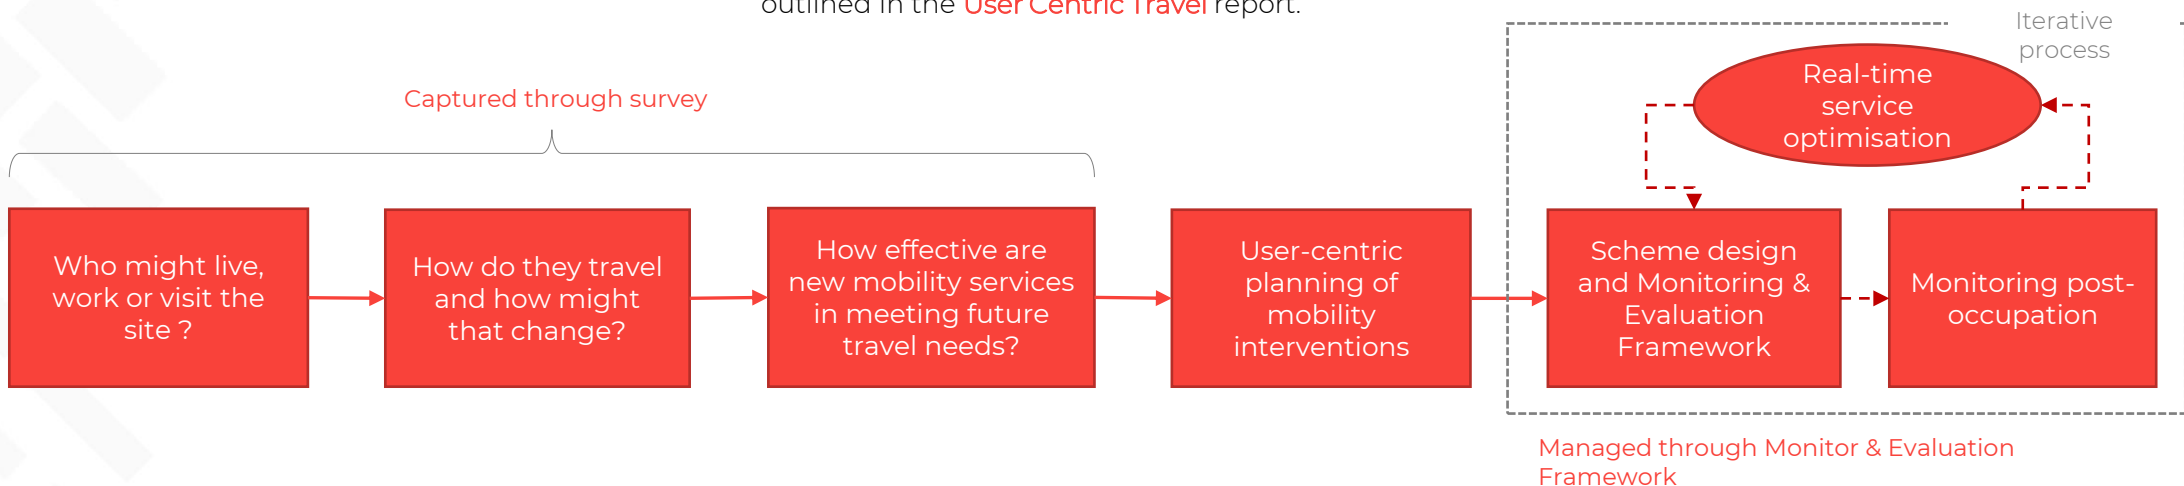 outlined in the User Centric Travel report.
Iterative
process
Captured through survey
Real-time
service
optimisation
Who might live,
work or visit the
site ?
How do they travel
and how might
that change?
How effective are
new mobility services
in meeting future
travel needs?
User-centric
planning of
mobility
interventions
Scheme design
and Monitoring &
Evaluation
Framework
Monitoring post-
occupation
Managed through Monitor & Evaluation
Framework